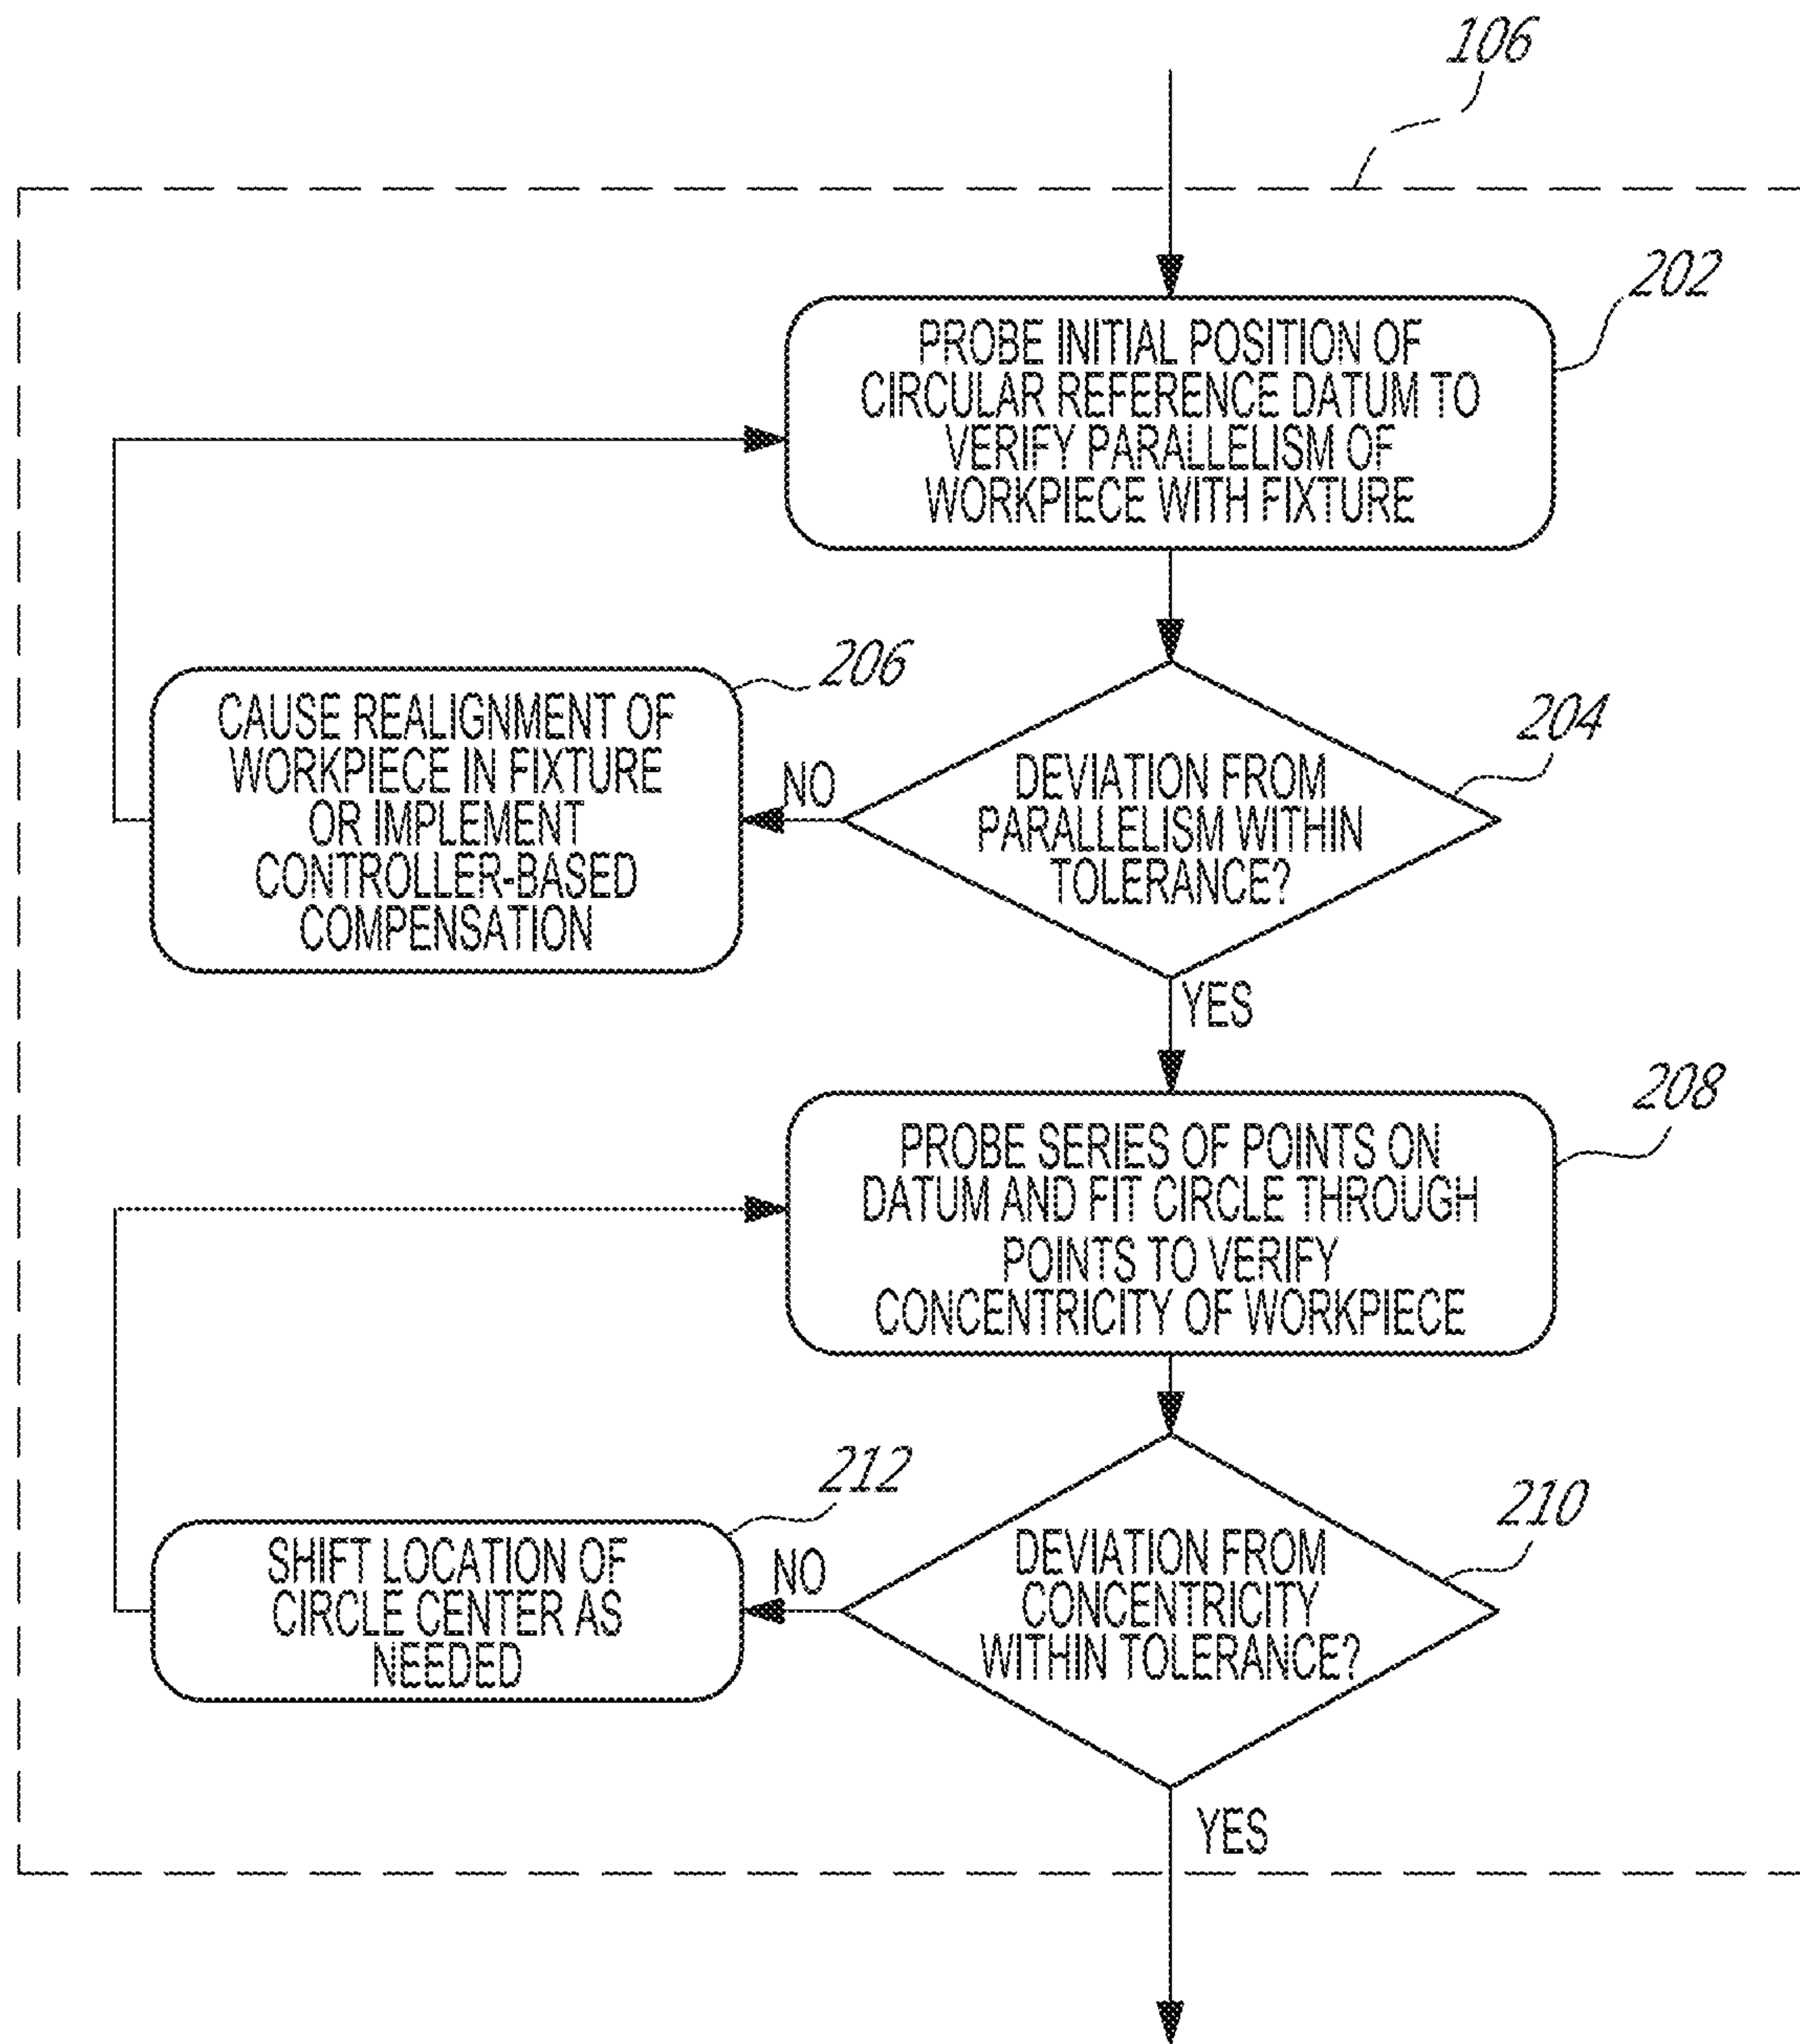 106
202
PROBE INITIAL POSITION OF
CIRCULAR REFERENCE DATUM TO
VERIFY PARALLELISM OF
WORKPIECE WITH FIXTURE
206
CAUSE REALIGNMENT OF
WORKPIECE IN FIXTURE
OR IMPLEMENT
CONTROLLER-BASED
COMPENSATION
NO
204
DEVIATION FROM
PARALLELISM WITHIN
TOLERANCE?
YES
208
PROBE SERIES OF POINTS ON
DATUM AND FIT CIRCLE THROUGH
POINTS TO VERIFY
CONCENTRICITY OF WORKPIECE
212
SHIFT LOCATION OF
CIRCLE CENTER AS
NEEDED
NO
210
DEVIATION FROM
CONCENTRICITY
WITHIN TOLERANCE?
YES